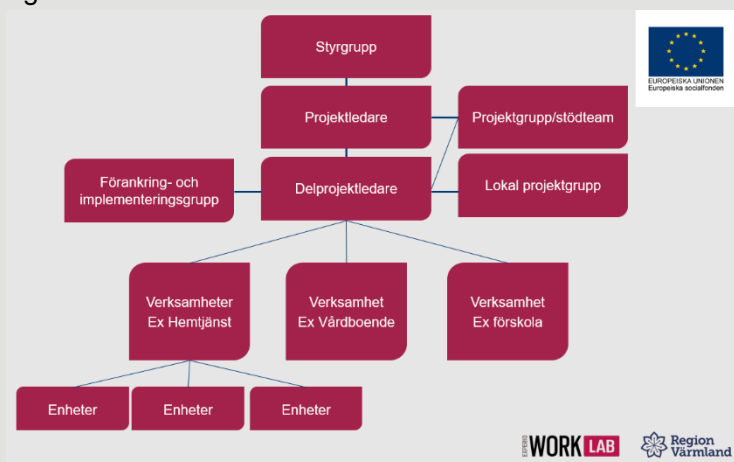 Styrgrupp
EUROPEISKA UNIONEN
Europeiska socialfonden
Projektledare
Projektgrupp/stödteam
Förankring- och
implementeringsgrupp
Delprojektledare
Lokal projektgrupp
Verksamheter
Ex Hemtjänst
Verksamhet
Ex Vårdboende
Verksamhet
Ex förskola
Enheter
Enheter
Enheter
WORK LAB
Region
Värmland